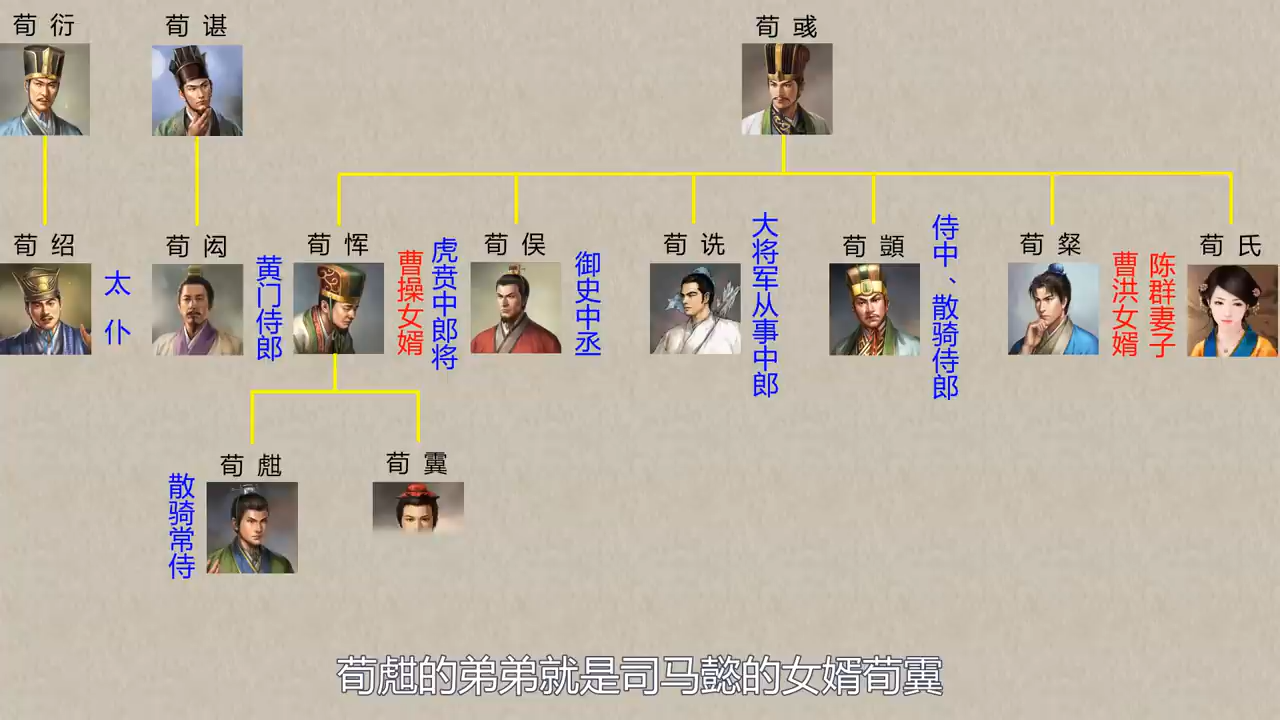 荀衍
荀谌
荀彧
荀绍
太仆
荀闳
黄门侍郎
荀恽
曹操女婿
虎贲中郎将
荀俣
御史中丞
荀诜
大将军从事中郎
荀顗
侍中、散骑侍郎
荀粲
曹洪女婿
陈群妻子
荀氏
散骑常侍
荀甝
荀霬
荀甝的弟弟就是司马懿的女婿荀霬